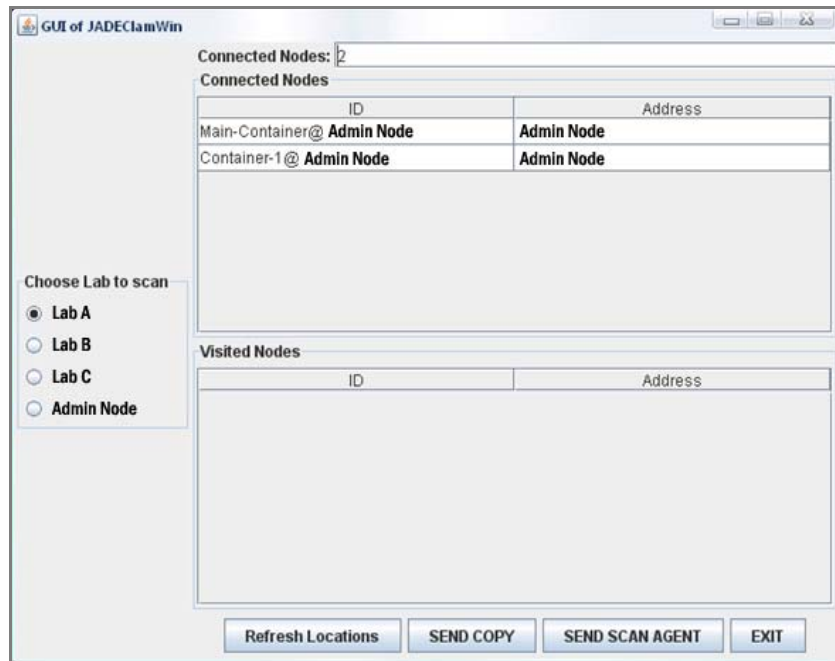 GUI of JADEClamWin
Connected Nodes: 2
Connected Nodes
ID Address
Main-Container@ Admin Node Admin Node
Container-1@ Admin Node Admin Node
Choose Lab to scan
Lab A
Lab B
Lab C
Admin Node
Visited Nodes
ID Address
Refresh Locations SEND COPY SEND SCAN AGENT EXIT